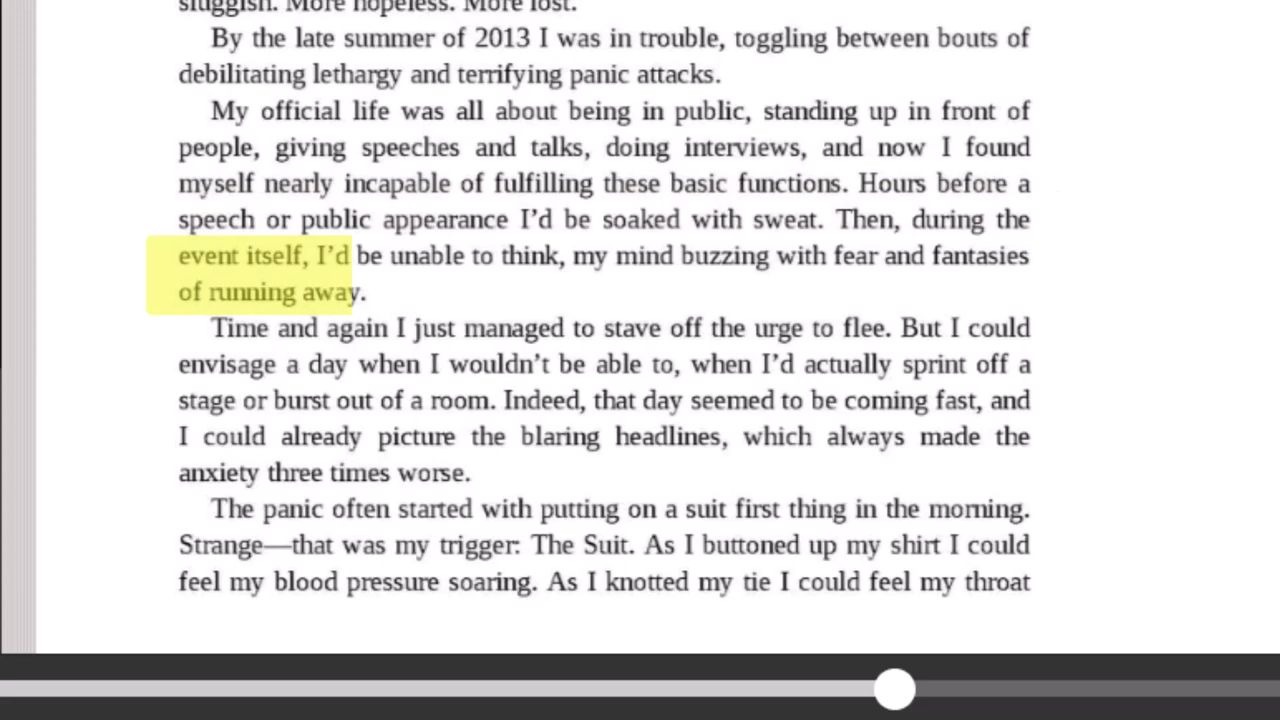 sluggish. More hopeless. More lost.
By the late summer of 2013 I was in trouble, toggling between bouts of
debilitating lethargy and terrifying panic attacks.
My official life was all about being in public, standing up in front of
people, giving speeches and talks, doing interviews, and now I found
myself nearly incapable of fulfilling these basic functions. Hours before a
speech or public appearance I’d be soaked with sweat. Then, during the
event itself, I’d be unable to think, my mind buzzing with fear and fantasies
of running away.
Time and again I just managed to stave off the urge to flee. But I could
envisage a day when I wouldn’t be able to, when I’d actually sprint off a
stage or burst out of a room. Indeed, that day seemed to be coming fast, and
I could already picture the blaring headlines, which always made the
anxiety three times worse.
The panic often started with putting on a suit first thing in the morning.
Strange—that was my trigger: The Suit. As I buttoned up my shirt I could
feel my blood pressure soaring. As I knotted my tie I could feel my throat